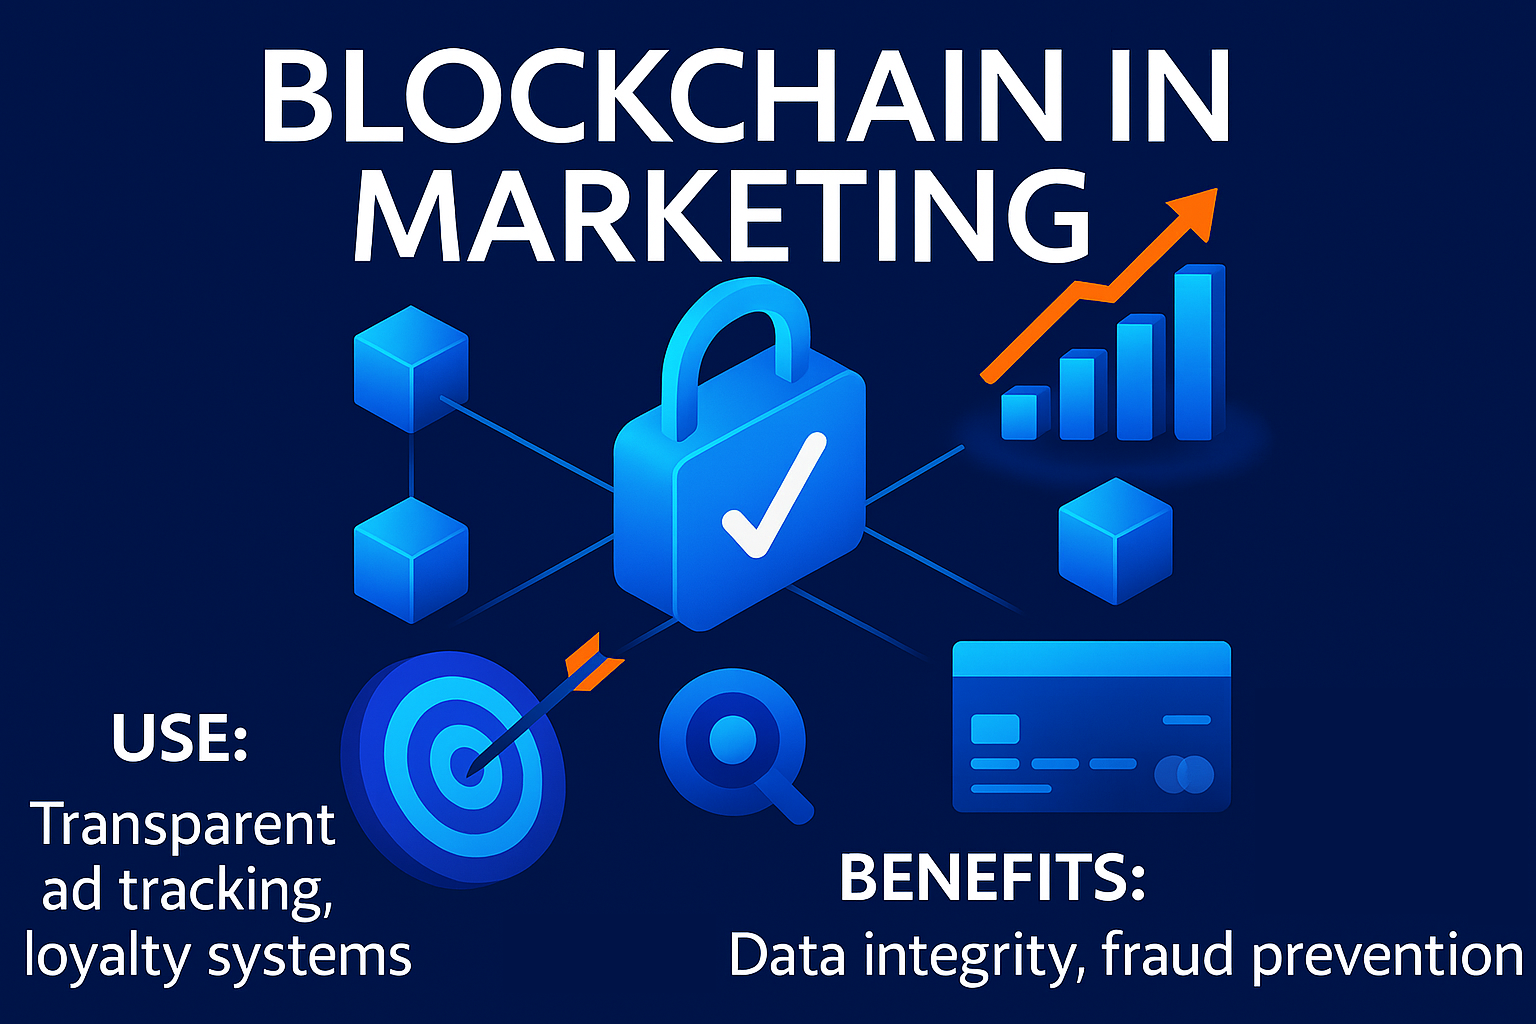 BLOCKCHAIN IN
MARKETING
USE:
Transparent
ad tracking,
loyalty systems
BENEFITS:
Data integrity, fraud prevention